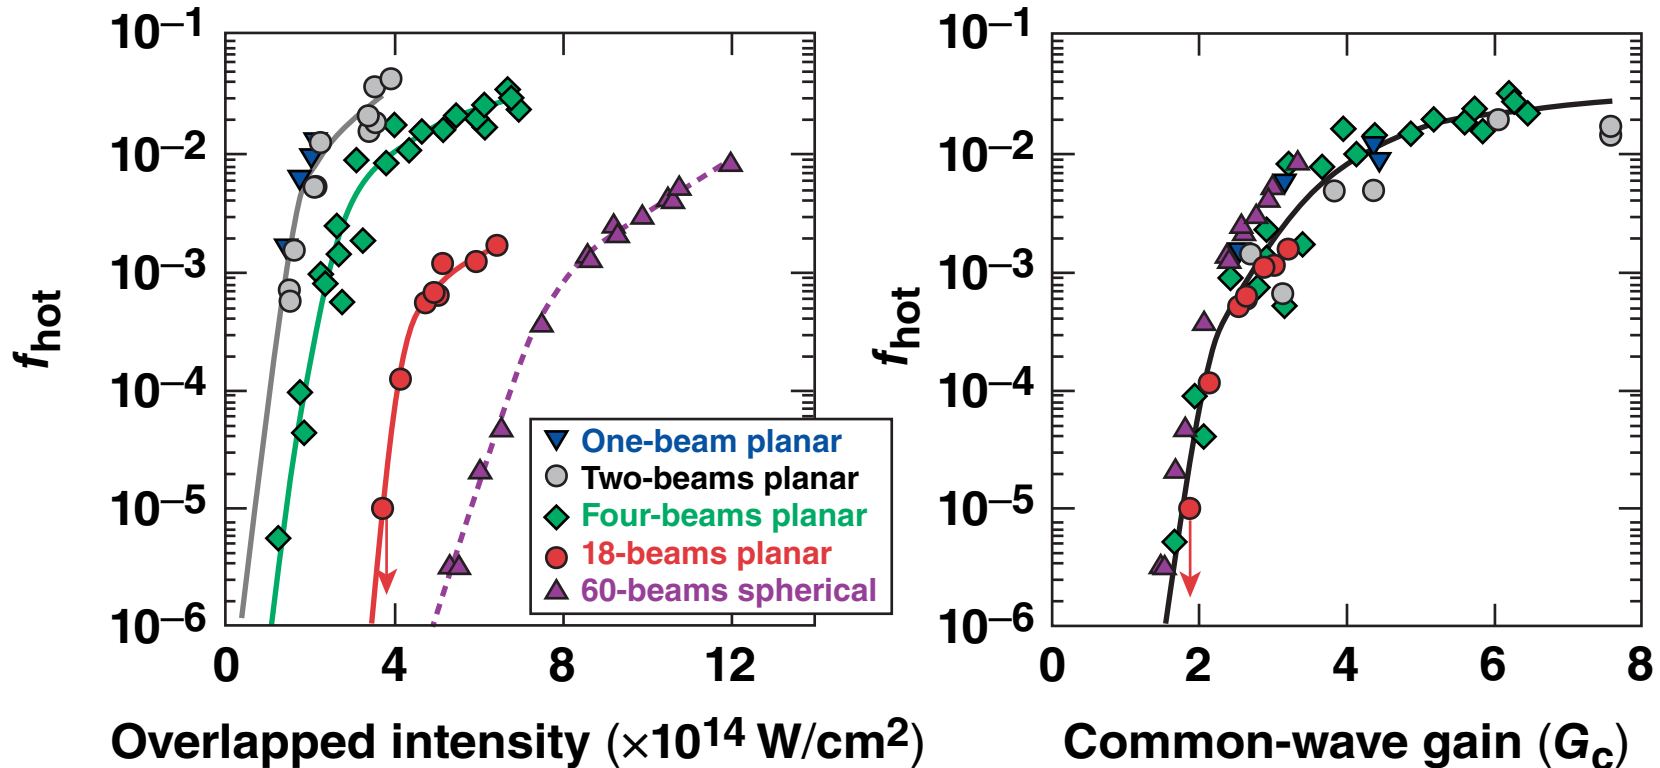 10–1
10–2
10–3
10–4
10–5
10–6
fhot
0 4 8 12
Overlapped intensity (×10¹⁴ W/cm²)
One-beam planar
Two-beams planar
Four-beams planar
18-beams planar
60-beams spherical
10–1
10–2
10–3
10–4
10–5
10–6
fhot
0 2 4 6 8
Common-wave gain (Gc)